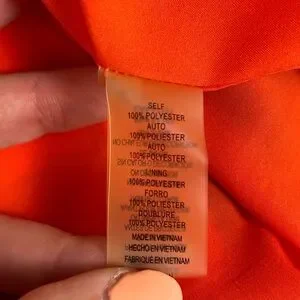 SELF
100% POLYESTER
AUTO
100% POLYESTER
AUTO
100% POLYESTER
LINING
100% POLYESTER
FORRO
100% POLYESTER
DOUBLURE
100% POLYESTER
MADE IN VIETNAM
HECHO EN VIETNAM
FABRIQUÉ EN VIETNAM